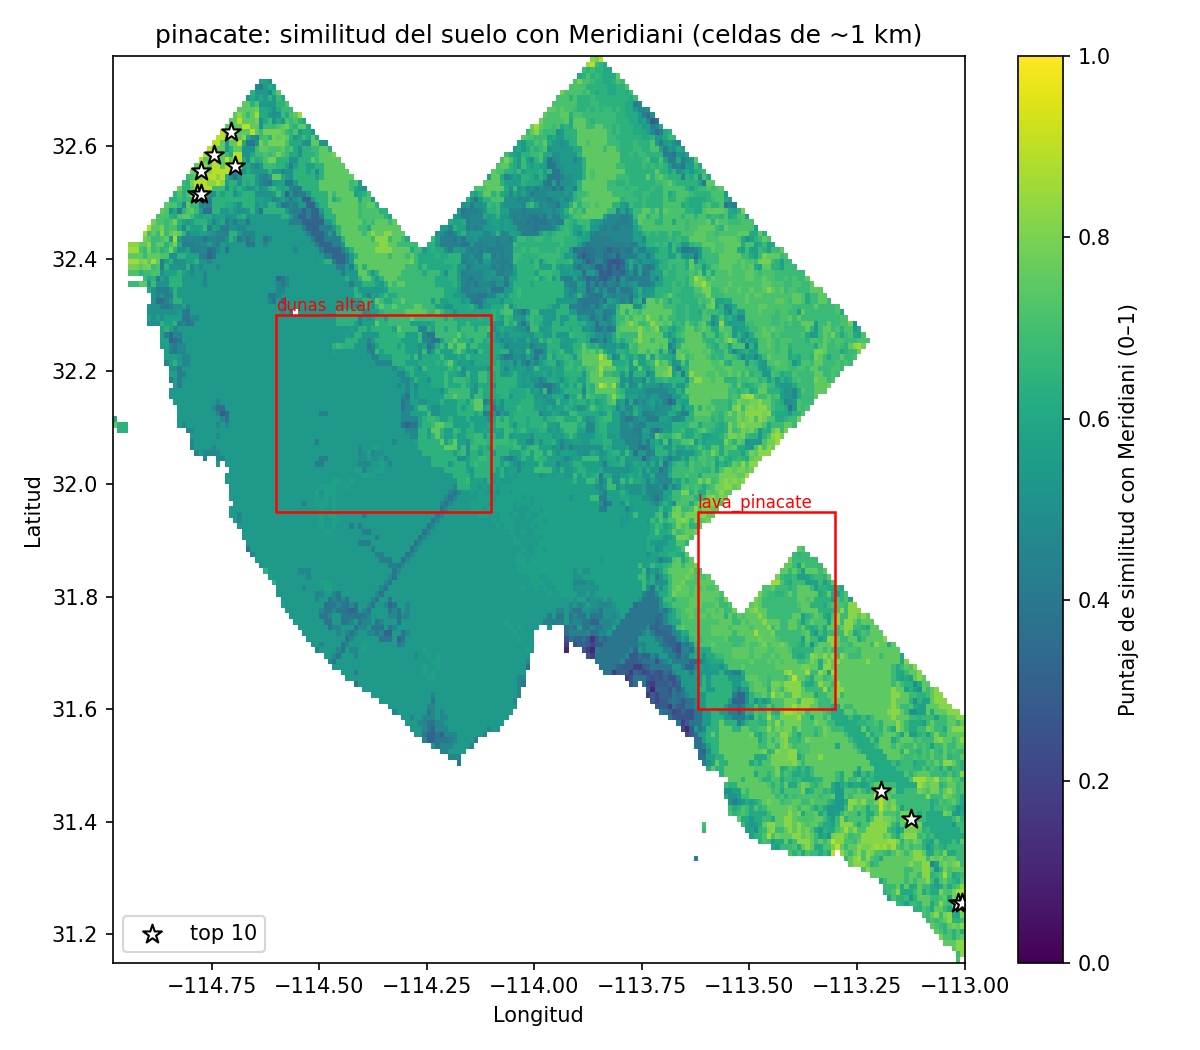 pinacate: similitud del suelo con Meridiani (celdas de ~1 km)
dunas_altar
lava_pinacate
top 10
32.6
32.4
32.2
32.0
31.8
31.6
31.4
31.2
Latitud
−114.75 −114.50 −114.25 −114.00 −113.75 −113.50 −113.25 −113.00
Longitud
1.0
0.8
0.6
0.4
0.2
0.0
Puntaje de similitud con Meridiani (0–1)